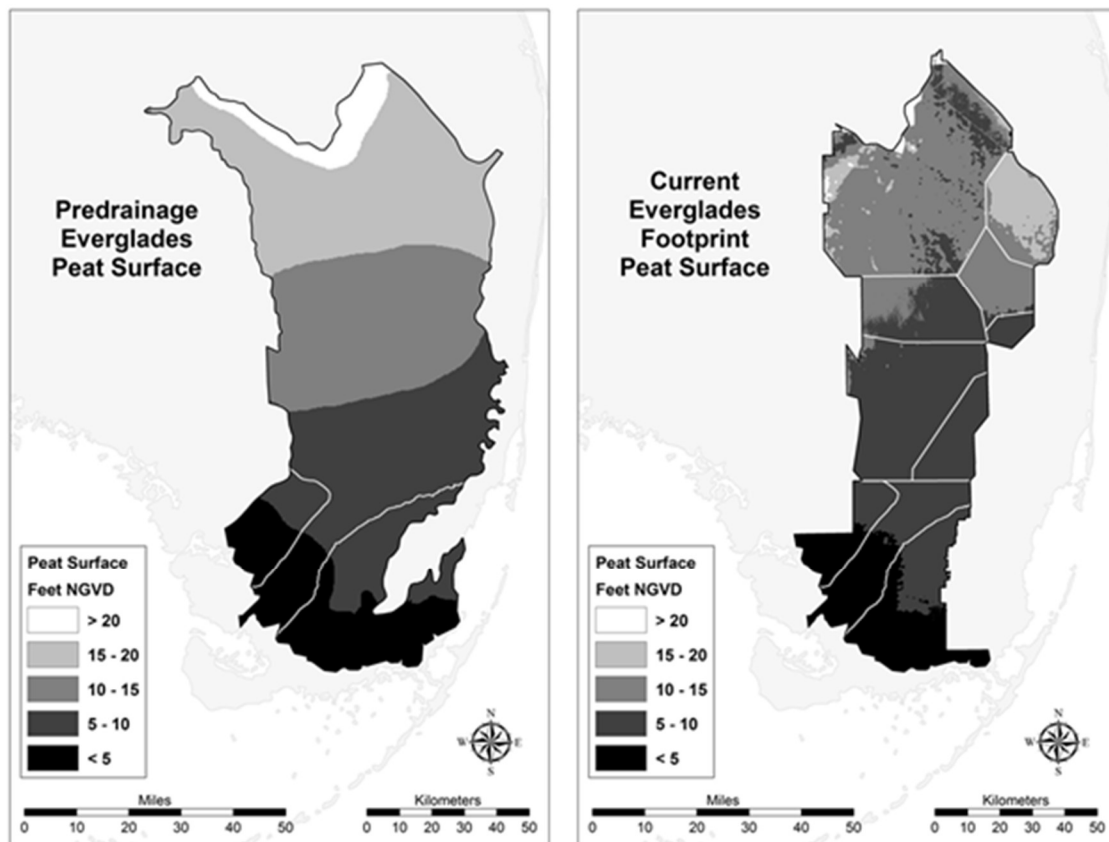 Predrainage
Everglades
Peat Surface
Peat Surface
Feet NGVD
> 20
15 - 20
10 - 15
5 - 10
< 5
N
W E
S
Miles
0 10 20 30 40 50
Kilometers
0 10 20 30 40 50
Current
Everglades
Footprint
Peat Surface
Peat Surface
Feet NGVD
> 20
15 - 20
10 - 15
5 - 10
< 5
N
W E
S
Miles
0 10 20 30 40 50
Kilometers
0 10 20 30 40 50